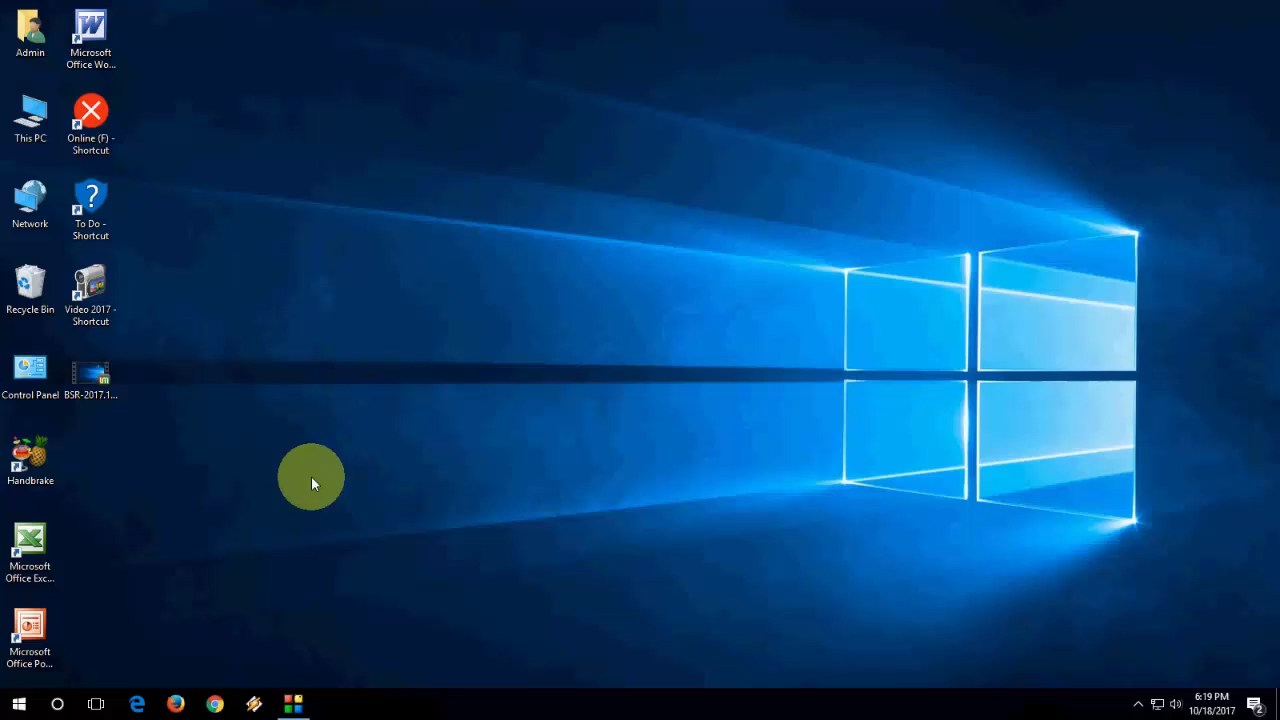 Admin
Microsoft
Office Wo...
This PC
Online (F) -
Shortcut
Network
To Do -
Shortcut
Recycle Bin
Video 2017 -
Shortcut
Control Panel
BSR-2017.1...
Handbrake
Microsoft
Office Exc...
Microsoft
Office Po...
6:19 PM
10/18/2017
2